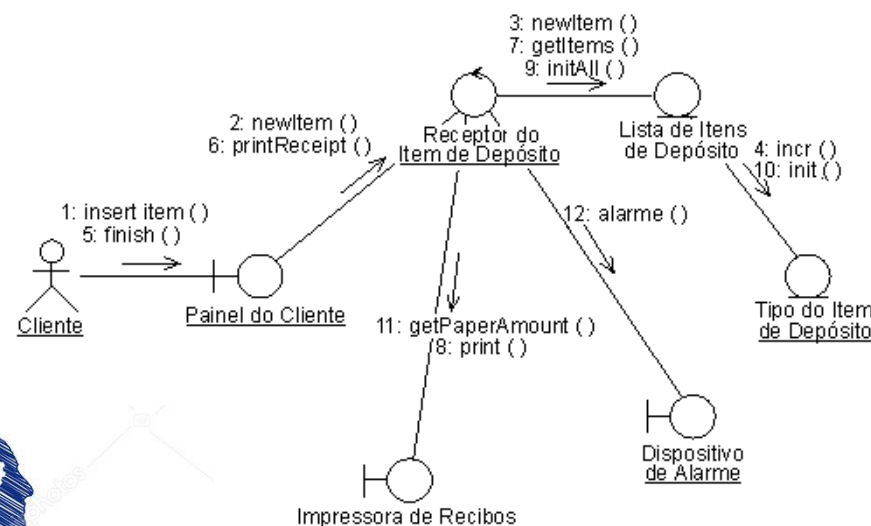 3: newItem ()
7: getItems ()
9: initAll ()
2: newItem ()
6: printReceipt ()
Receptor do
Item de Depósito
Lista de Itens
de Depósito
4: incr ()
10: init ()
1: insert item ()
5: finish ()
12: alarme ()
Cliente
Painel do Cliente
Tipo do Item
de Depósito
11: getPaperAmount ()
8: print ()
Dispositivo
de Alarme
Impressora de Recibos